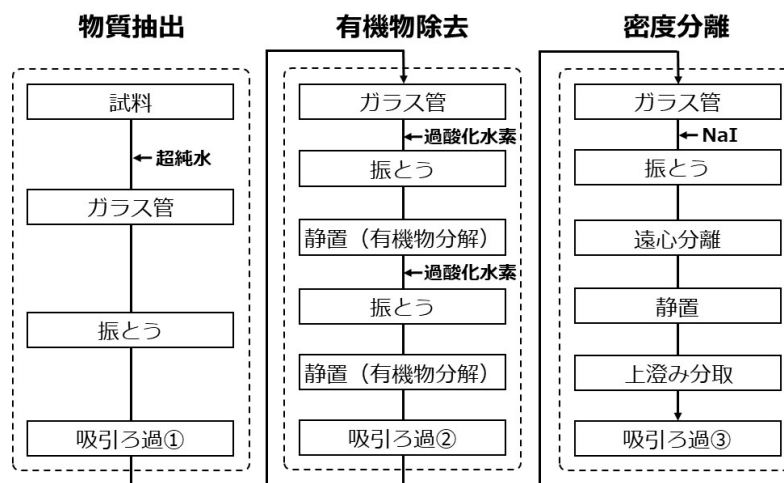 物質抽出
試料
←超純水
ガラス管
振とう
吸引ろ過①
有機物除去
ガラス管
←過酸化水素
振とう
静置（有機物分解）
←過酸化水素
振とう
静置（有機物分解）
吸引ろ過②
密度分離
ガラス管
←NaI
振とう
遠心分離
静置
上澄み分取
吸引ろ過③